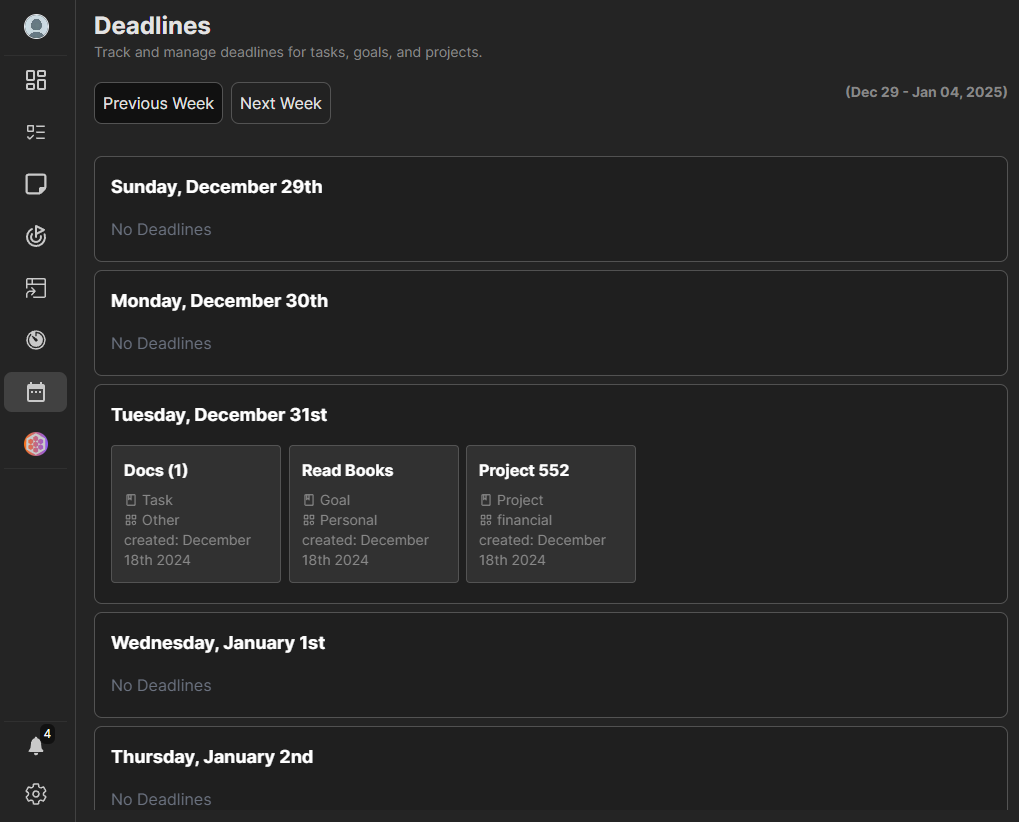 Deadlines
Track and manage deadlines for tasks, goals, and projects.
Previous Week
Next Week
(Dec 29 - Jan 04, 2025)
Sunday, December 29th
No Deadlines
Monday, December 30th
No Deadlines
Tuesday, December 31st
Docs (1)
Task
Other
created: December
18th 2024
Read Books
Goal
Personal
created: December
18th 2024
Project 552
Project
financial
created: December
18th 2024
Wednesday, January 1st
No Deadlines
Thursday, January 2nd
No Deadlines
4